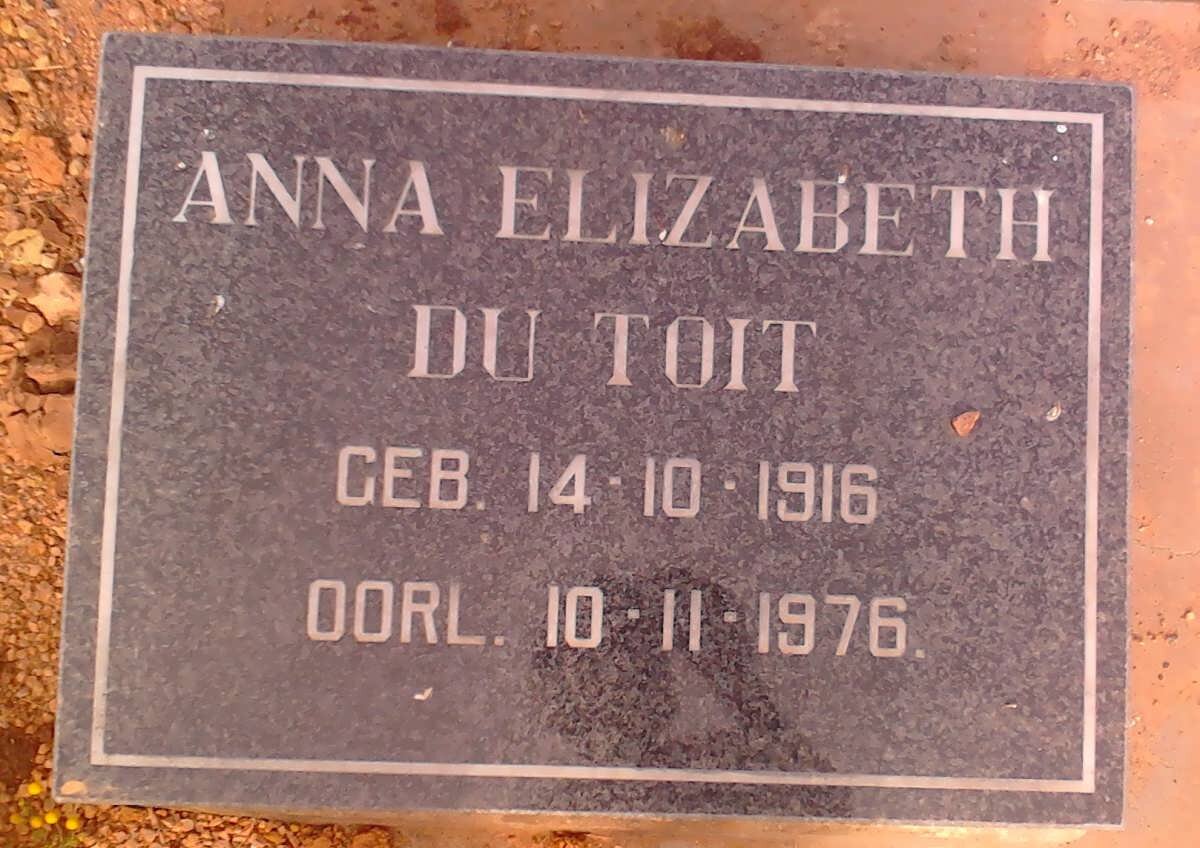 ANNA ELIZABETH
DU TOIT
GEB. 14·10·1916
OORL. 10·11·1976.